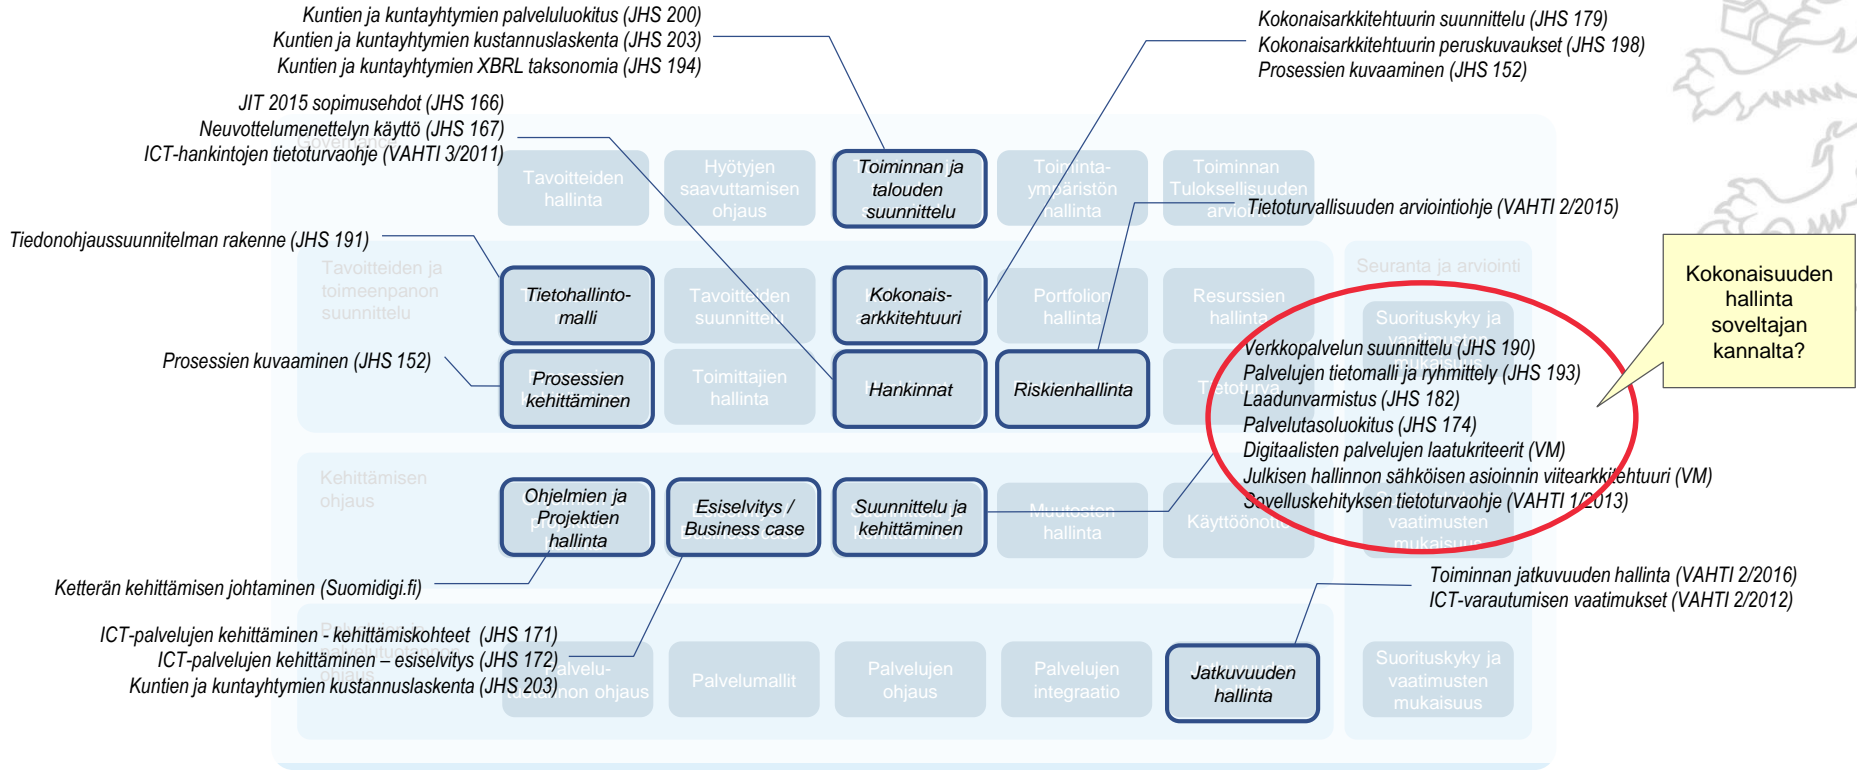 Kuntien ja kuntayhtymien palveluluokitus (JHS 200)
Kuntien ja kuntayhtymien kustannuslaskenta (JHS 203)
Kuntien ja kuntayhtymien XBRL taksonomia (JHS 194)
Kokonaisarkkitehtuurin suunnittelu (JHS 179)
Kokonaisarkkitehtuurin peruskuvaukset (JHS 198)
Prosessien kuvaaminen (JHS 152)
JIT 2015 sopimusehdot (JHS 166)
Neuvottelumenettelyn käyttö (JHS 167)
ICT-hankintojen tietoturvaohje (VAHTI 3/2011)
Governance
Tavoitteiden
hallinta
Hyötyjen
saavuttamisen
ohjaus
Toiminnan ja
talouden
suunnittelu
Toiminta-
ympäristön
hallinta
Toiminnan
Tuloksellisuuden
arviointi
Tietoturvallisuuden arviointiohje (VAHTI 2/2015)
Tiedonohjaussuunnitelman rakenne (JHS 191)
Tavoitteiden ja
toimeenpanon
suunnittelu
Tietohallinto-
malli
Tavoitteiden
suunnittelu
Kokonais-
arkkitehtuuri
Portfolion
hallinta
Resurssien
hallinta
Seuranta ja arviointi
Suorituskyky ja
vaatimusten
mukaisuus
Kokonaisuuden
hallinta
soveltajan
kannalta?
Prosessien kuvaaminen (JHS 152)
Prosessien
kehittäminen
Toimittajien
hallinta
Hankinnat
Riskienhallinta
Tietoturva
Verkkopalvelun suunnittelu (JHS 190)
Palvelujen tietomalli ja ryhmittely (JHS 193)
Laadunvarmistus (JHS 182)
Palvelutasoluokitus (JHS 174)
Digitaalisten palvelujen laatukriteerit (VM)
Julkisen hallinnon sähköisen asioinnin viitearkkitehtuuri (VM)
Sovelluskehityksen tietoturvaohje (VAHTI 1/2013)
Kehittämisen
ohjaus
Ohjelmien ja
Projektien
hallinta
Esiselvitys /
Business case
Suunnittelu ja
kehittäminen
Muutosten
hallinta
Käyttöönotto
vaatimusten
mukaisuus
Ketterän kehittämisen johtaminen (Suomidigi.fi)
Toiminnan jatkuvuuden hallinta (VAHTI 2/2016)
ICT-varautumisen vaatimukset (VAHTI 2/2012)
ICT-palvelujen kehittäminen - kehittämiskohteet (JHS 171)
ICT-palvelujen kehittäminen – esiselvitys (JHS 172)
Kuntien ja kuntayhtymien kustannuslaskenta (JHS 203)
Palvelumallit
Palvelujen
ohjaus
Palvelujen
integraatio
Jatkuvuuden
hallinta
Suorituskyky ja
vaatimusten
mukaisuus